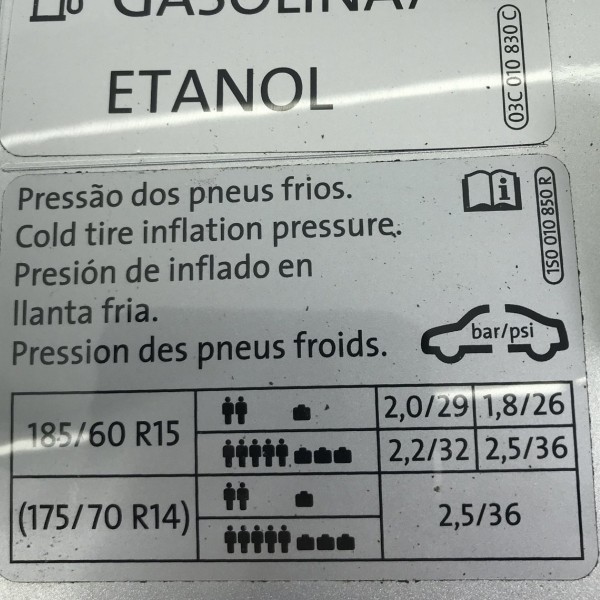 GASOLINA/
ETANOL
03C 010 830 C
Pressão dos pneus frios.
Cold tire inflation pressure.
Presión de inflado en
llanta fria.
Pression des pneus froids.
1S0 010 850 R
bar/psi
185/60 R15
2,0/29 1,8/26
2,2/32 2,5/36
(175/70 R14)
2,5/36